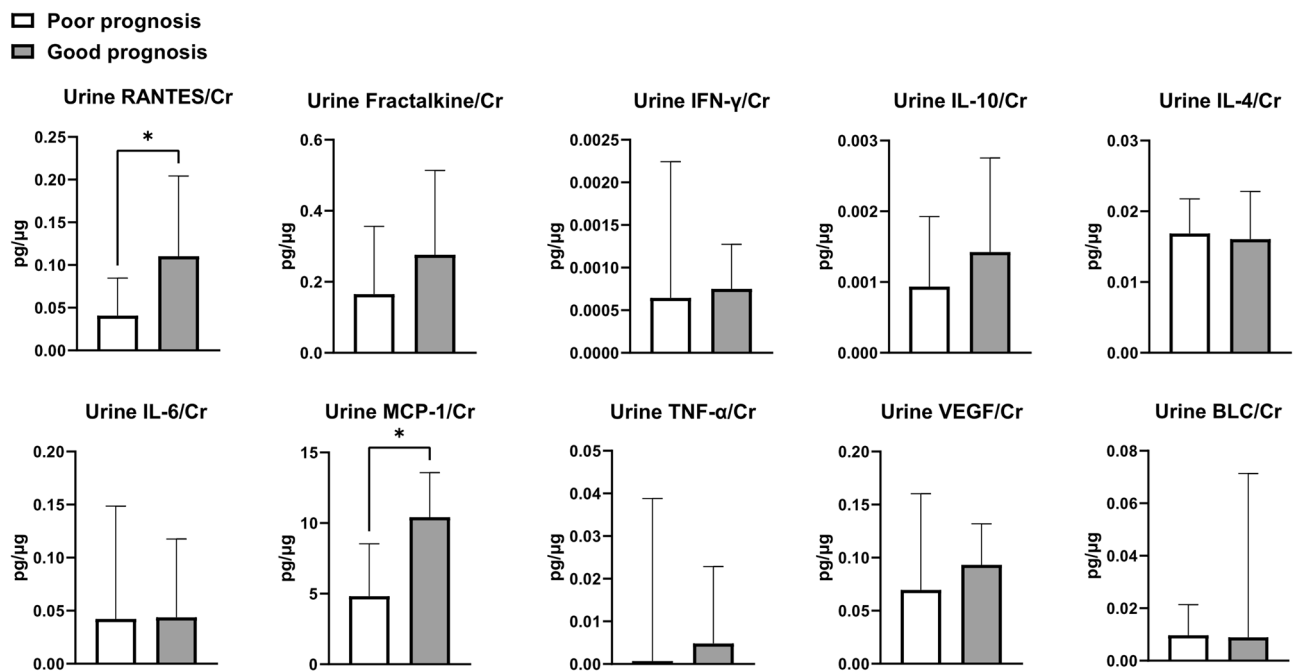 Poor prognosis
Good prognosis
Urine RANTES/Cr
*
0.25
0.20
0.15
0.10
0.05
0.00
pg/µg
Urine Fractalkine/Cr
0.6
0.4
0.2
0.0
pg/µg
Urine IFN-γ/Cr
0.0025
0.0020
0.0015
0.0010
0.0005
0.0000
pg/µg
Urine IL-10/Cr
0.003
0.002
0.001
0.000
pg/µg
Urine IL-4/Cr
0.03
0.02
0.01
0.00
pg/µg
Urine IL-6/Cr
0.20
0.15
0.10
0.05
0.00
pg/µg
Urine MCP-1/Cr
*
15
10
5
0
pg/µg
Urine TNF-α/Cr
0.05
0.04
0.03
0.02
0.01
0.00
pg/µg
Urine VEGF/Cr
0.20
0.15
0.10
0.05
0.00
pg/µg
Urine BLC/Cr
0.08
0.06
0.04
0.02
0.00
pg/µg